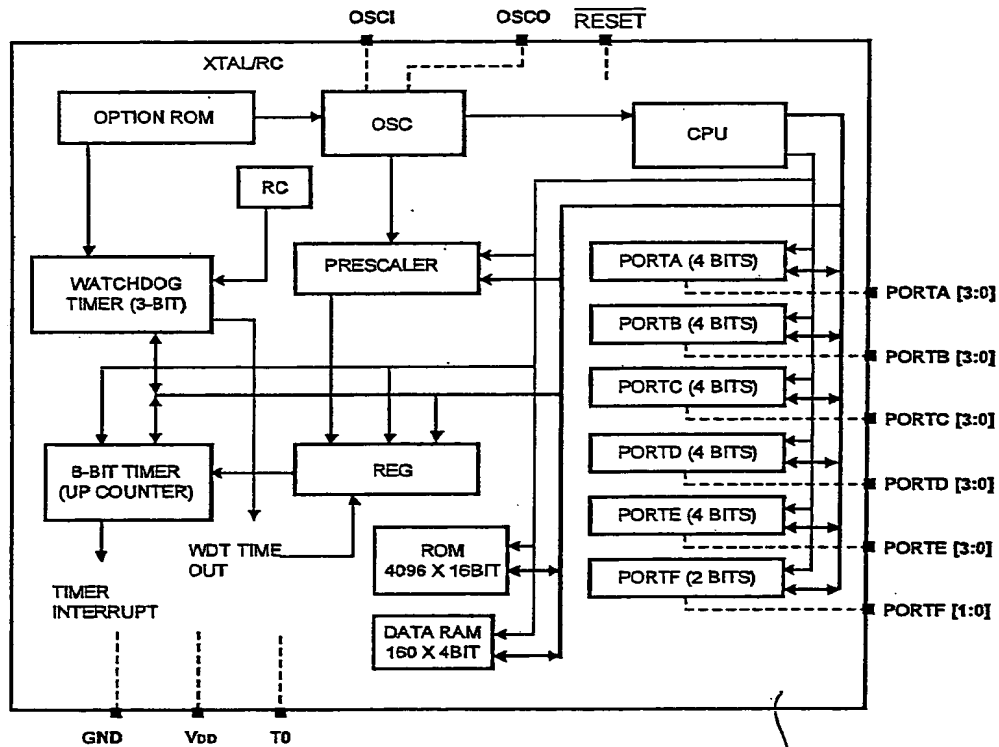 OSCI
OSCO
RESET
XTAL/RC
OPTION ROM
OSC
CPU
RC
WATCHDOG
TIMER (3-BIT)
PRESCALER
PORTA (4 BITS)
PORTA [3:0]
PORTB (4 BITS)
PORTB [3:0]
PORTC (4 BITS)
PORTC [3:0]
8-BIT TIMER
(UP COUNTER)
REG
PORTD (4 BITS)
PORTD [3:0]
PORTE (4 BITS)
PORTE [3:0]
WDT TIME
OUT
ROM
4096 X 16BIT
PORTF (2 BITS)
PORTF [1:0]
TIMER
INTERRUPT
DATA RAM
160 X 4BIT
GND
VDD
T0